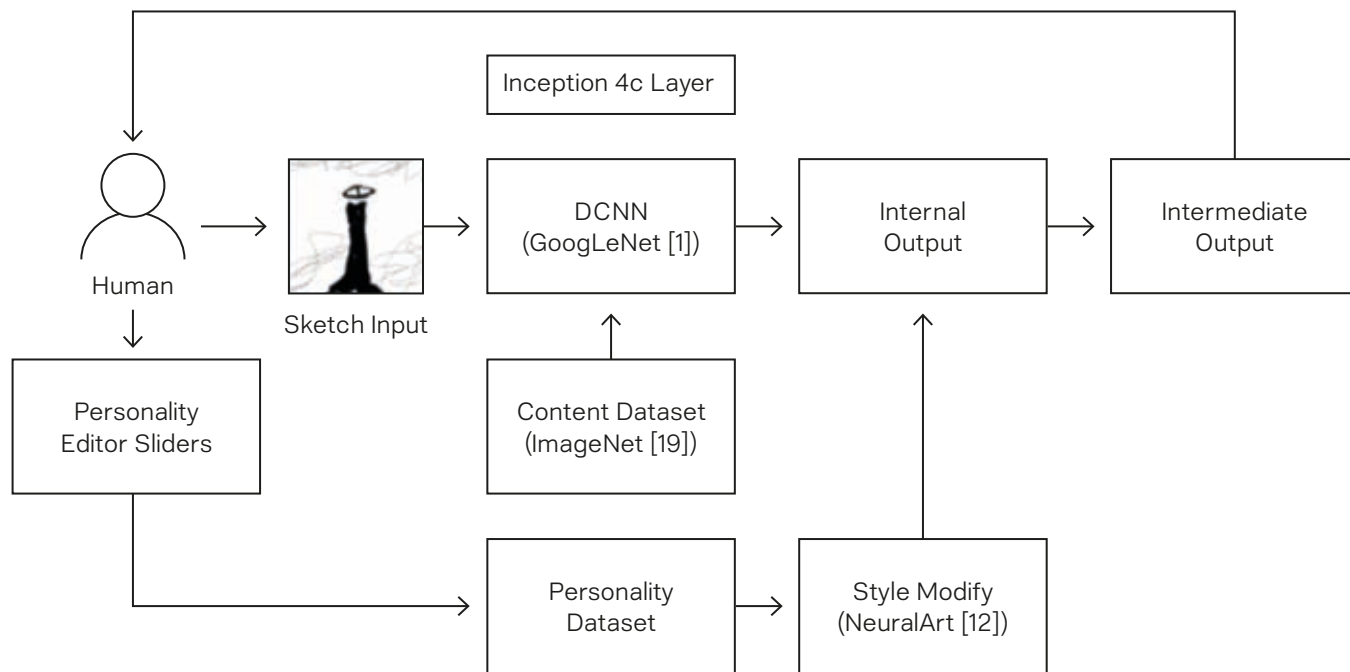 Inception 4c Layer
DCNN
(GoogLeNet [1])
Internal
Output
Intermediate
Output
Human
Sketch Input
Personality
Editor Sliders
Content Dataset
(ImageNet [19])
Personality
Dataset
Style Modify
(NeuralArt [12])